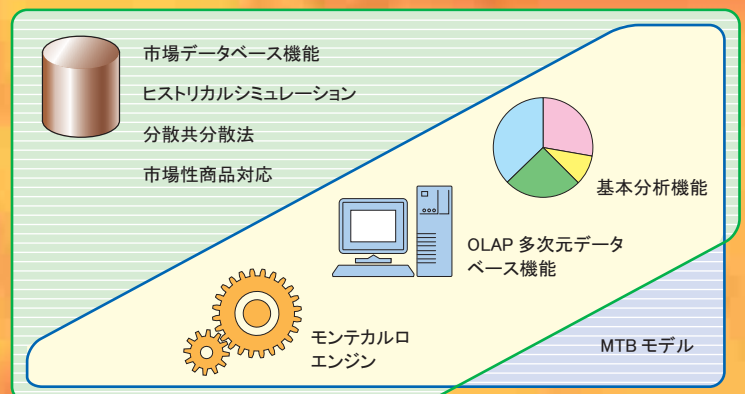 市場データベース機能
ヒストリカルシミュレーション
分散共分散法
市場性商品対応
基本分析機能
OLAP 多次元データ
ベース機能
モンテカルロ
エンジン
MTB モデル